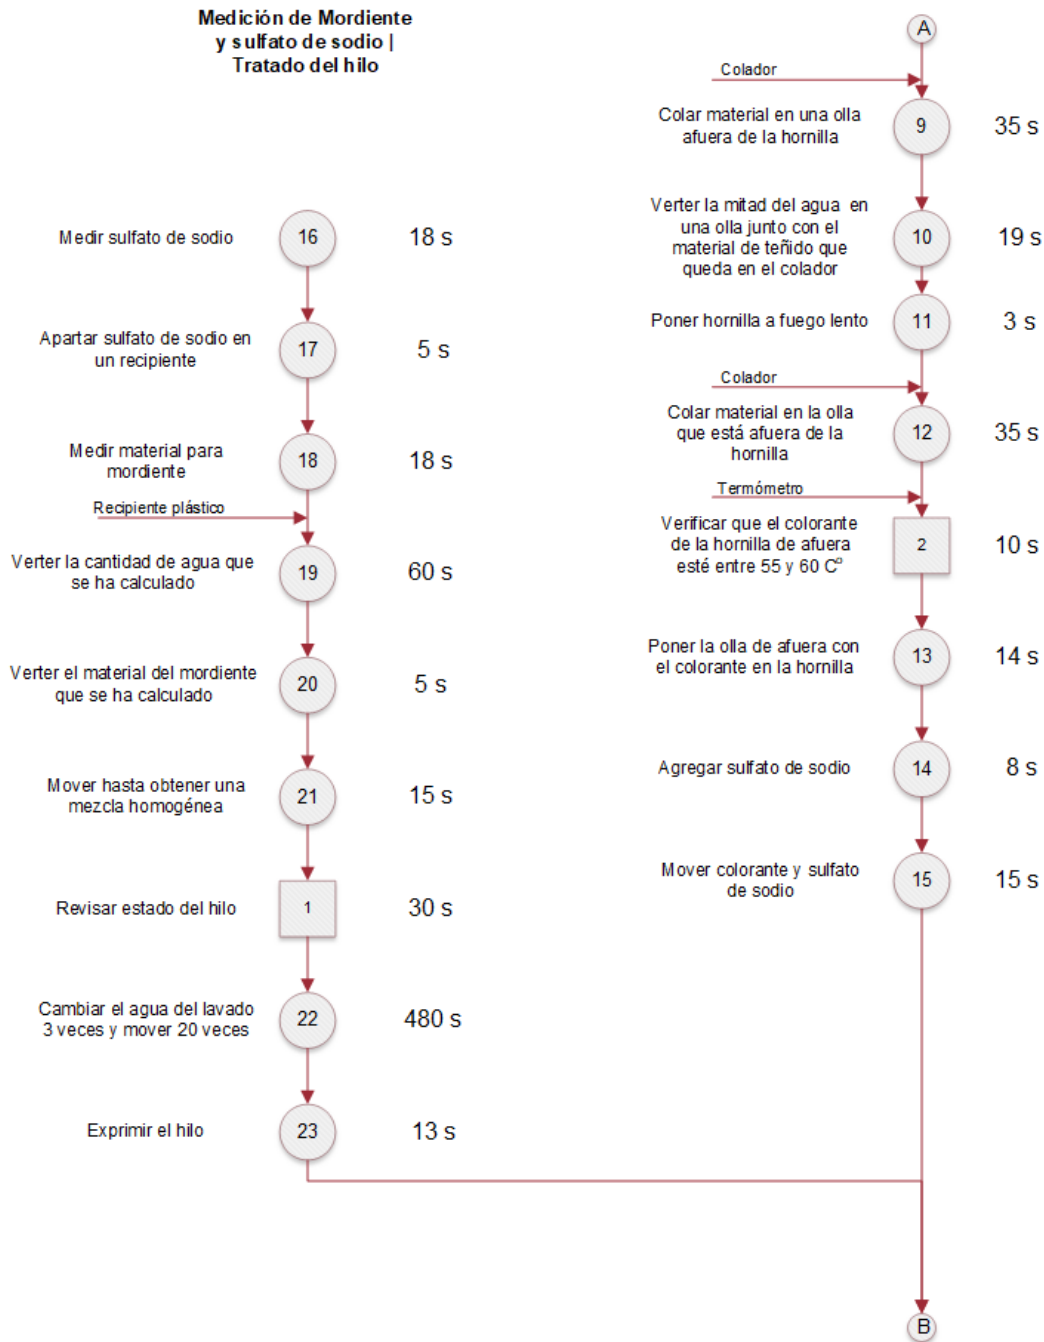 Medición de Mordiente
y sulfato de sodio |
Tratado del hilo
Medir sulfato de sodio
16
18 s
Apartar sulfato de sodio en
un recipiente
17
5 s
Medir material para
mordiente
18
18 s
Recipiente plástico
Verter la cantidad de agua que
se ha calculado
19
60 s
Verter el material del mordiente
que se ha calculado
20
5 s
Mover hasta obtener una
mezcla homogénea
21
15 s
Revisar estado del hilo
1
30 s
Cambiar el agua del lavado
3 veces y mover 20 veces
22
480 s
Exprimir el hilo
23
13 s
A
Colador
Colar material en una olla
afuera de la hornilla
9
35 s
Verter la mitad del agua en
una olla junto con el
material de teñido que
queda en el colador
10
19 s
Poner hornilla a fuego lento
11
3 s
Colador
Colar material en la olla
que está afuera de la
hornilla
12
35 s
Termómetro
Verificar que el colorante
de la hornilla de afuera
esté entre 55 y 60 Cº
2
10 s
Poner la olla de afuera con
el colorante en la hornilla
13
14 s
Agregar sulfato de sodio
14
8 s
Mover colorante y sulfato
de sodio
15
15 s
B